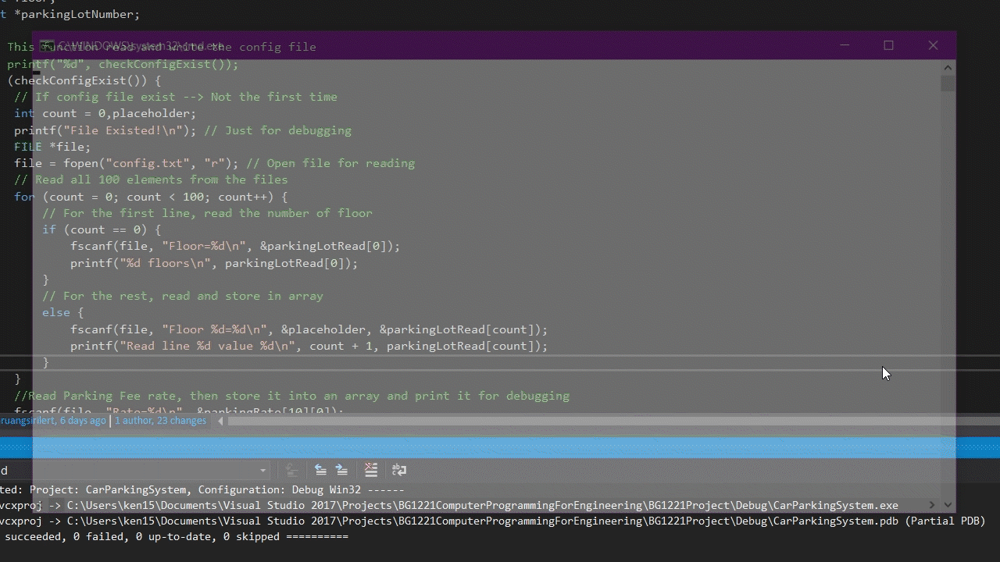 t *parkingLotNumber;
C:\WINDOWS\system32\cmd.exe
This function read and write the config file
printf("%d", checkConfigExist());
(checkConfigExist()) {
// If config file exist --> Not the first time
int count = 0,placeholder;
printf("File Existed!\n"); // Just for debugging
FILE *file;
file = fopen("config.txt", "r"); // Open file for reading
// Read all 100 elements from the files
for (count = 0; count < 100; count++) {
// For the first line, read the number of floor
if (count == 0) {
fscanf(file, "Floor=%d\n", &parkingLotRead[0]);
printf("%d floors\n", parkingLotRead[0]);
}
// For the rest, read and store in array
else {
fscanf(file, "Floor %d=%d\n", &placeholder, &parkingLotRead[count]);
printf("Read line %d value %d\n", count + 1, parkingLotRead[count]);
}
}
//Read Parking Fee rate, then store it into an array and print it for debugging
fscanf(file, "Rate=%d\n", &parkingRate[10][0]);
ruangsirilert, 6 days ago | 1 author, 23 changes
d
ted: Project: CarParkingSystem, Configuration: Debug Win32 ------
vcxproj -> C:\Users\ken15\Documents\Visual Studio 2017\Projects\BG1221ComputerProgrammingForEngineering\BG1221Project\Debug\CarParkingSystem.exe
vcxproj -> C:\Users\ken15\Documents\Visual Studio 2017\Projects\BG1221ComputerProgrammingForEngineering\BG1221Project\Debug\CarParkingSystem.pdb (Partial PDB)
succeeded, 0 failed, 0 up-to-date, 0 skipped ==========